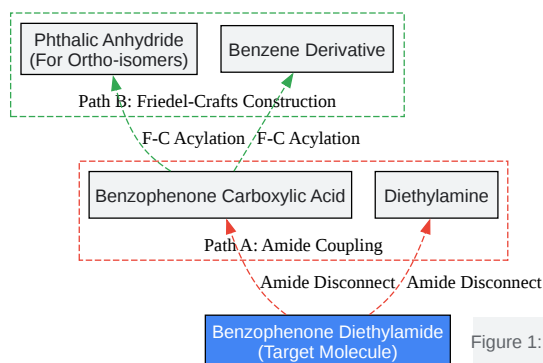 Phthalic Anhydride
(For Ortho-isomers)
Benzene Derivative
Path B: Friedel-Crafts Construction
F-C Acylation
F-C Acylation
Benzophenone Carboxylic Acid
Diethylamine
Path A: Amide Coupling
Amide Disconnect
Amide Disconnect
Benzophenone Diethylamide
(Target Molecule)
Figure 1: